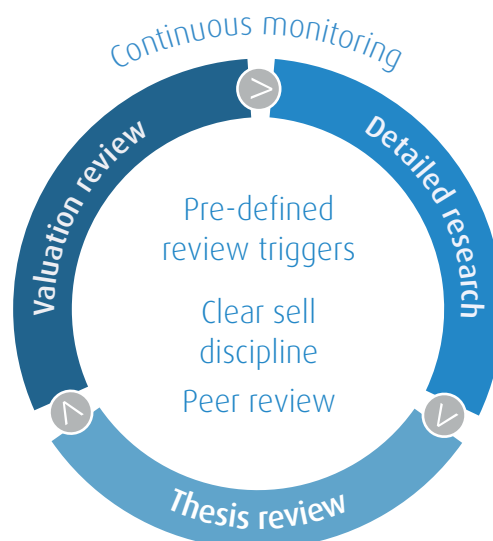 Continuous monitoring
Valuation review
Detailed research
Pre-defined
review triggers
Clear sell
discipline
Peer review
Thesis review